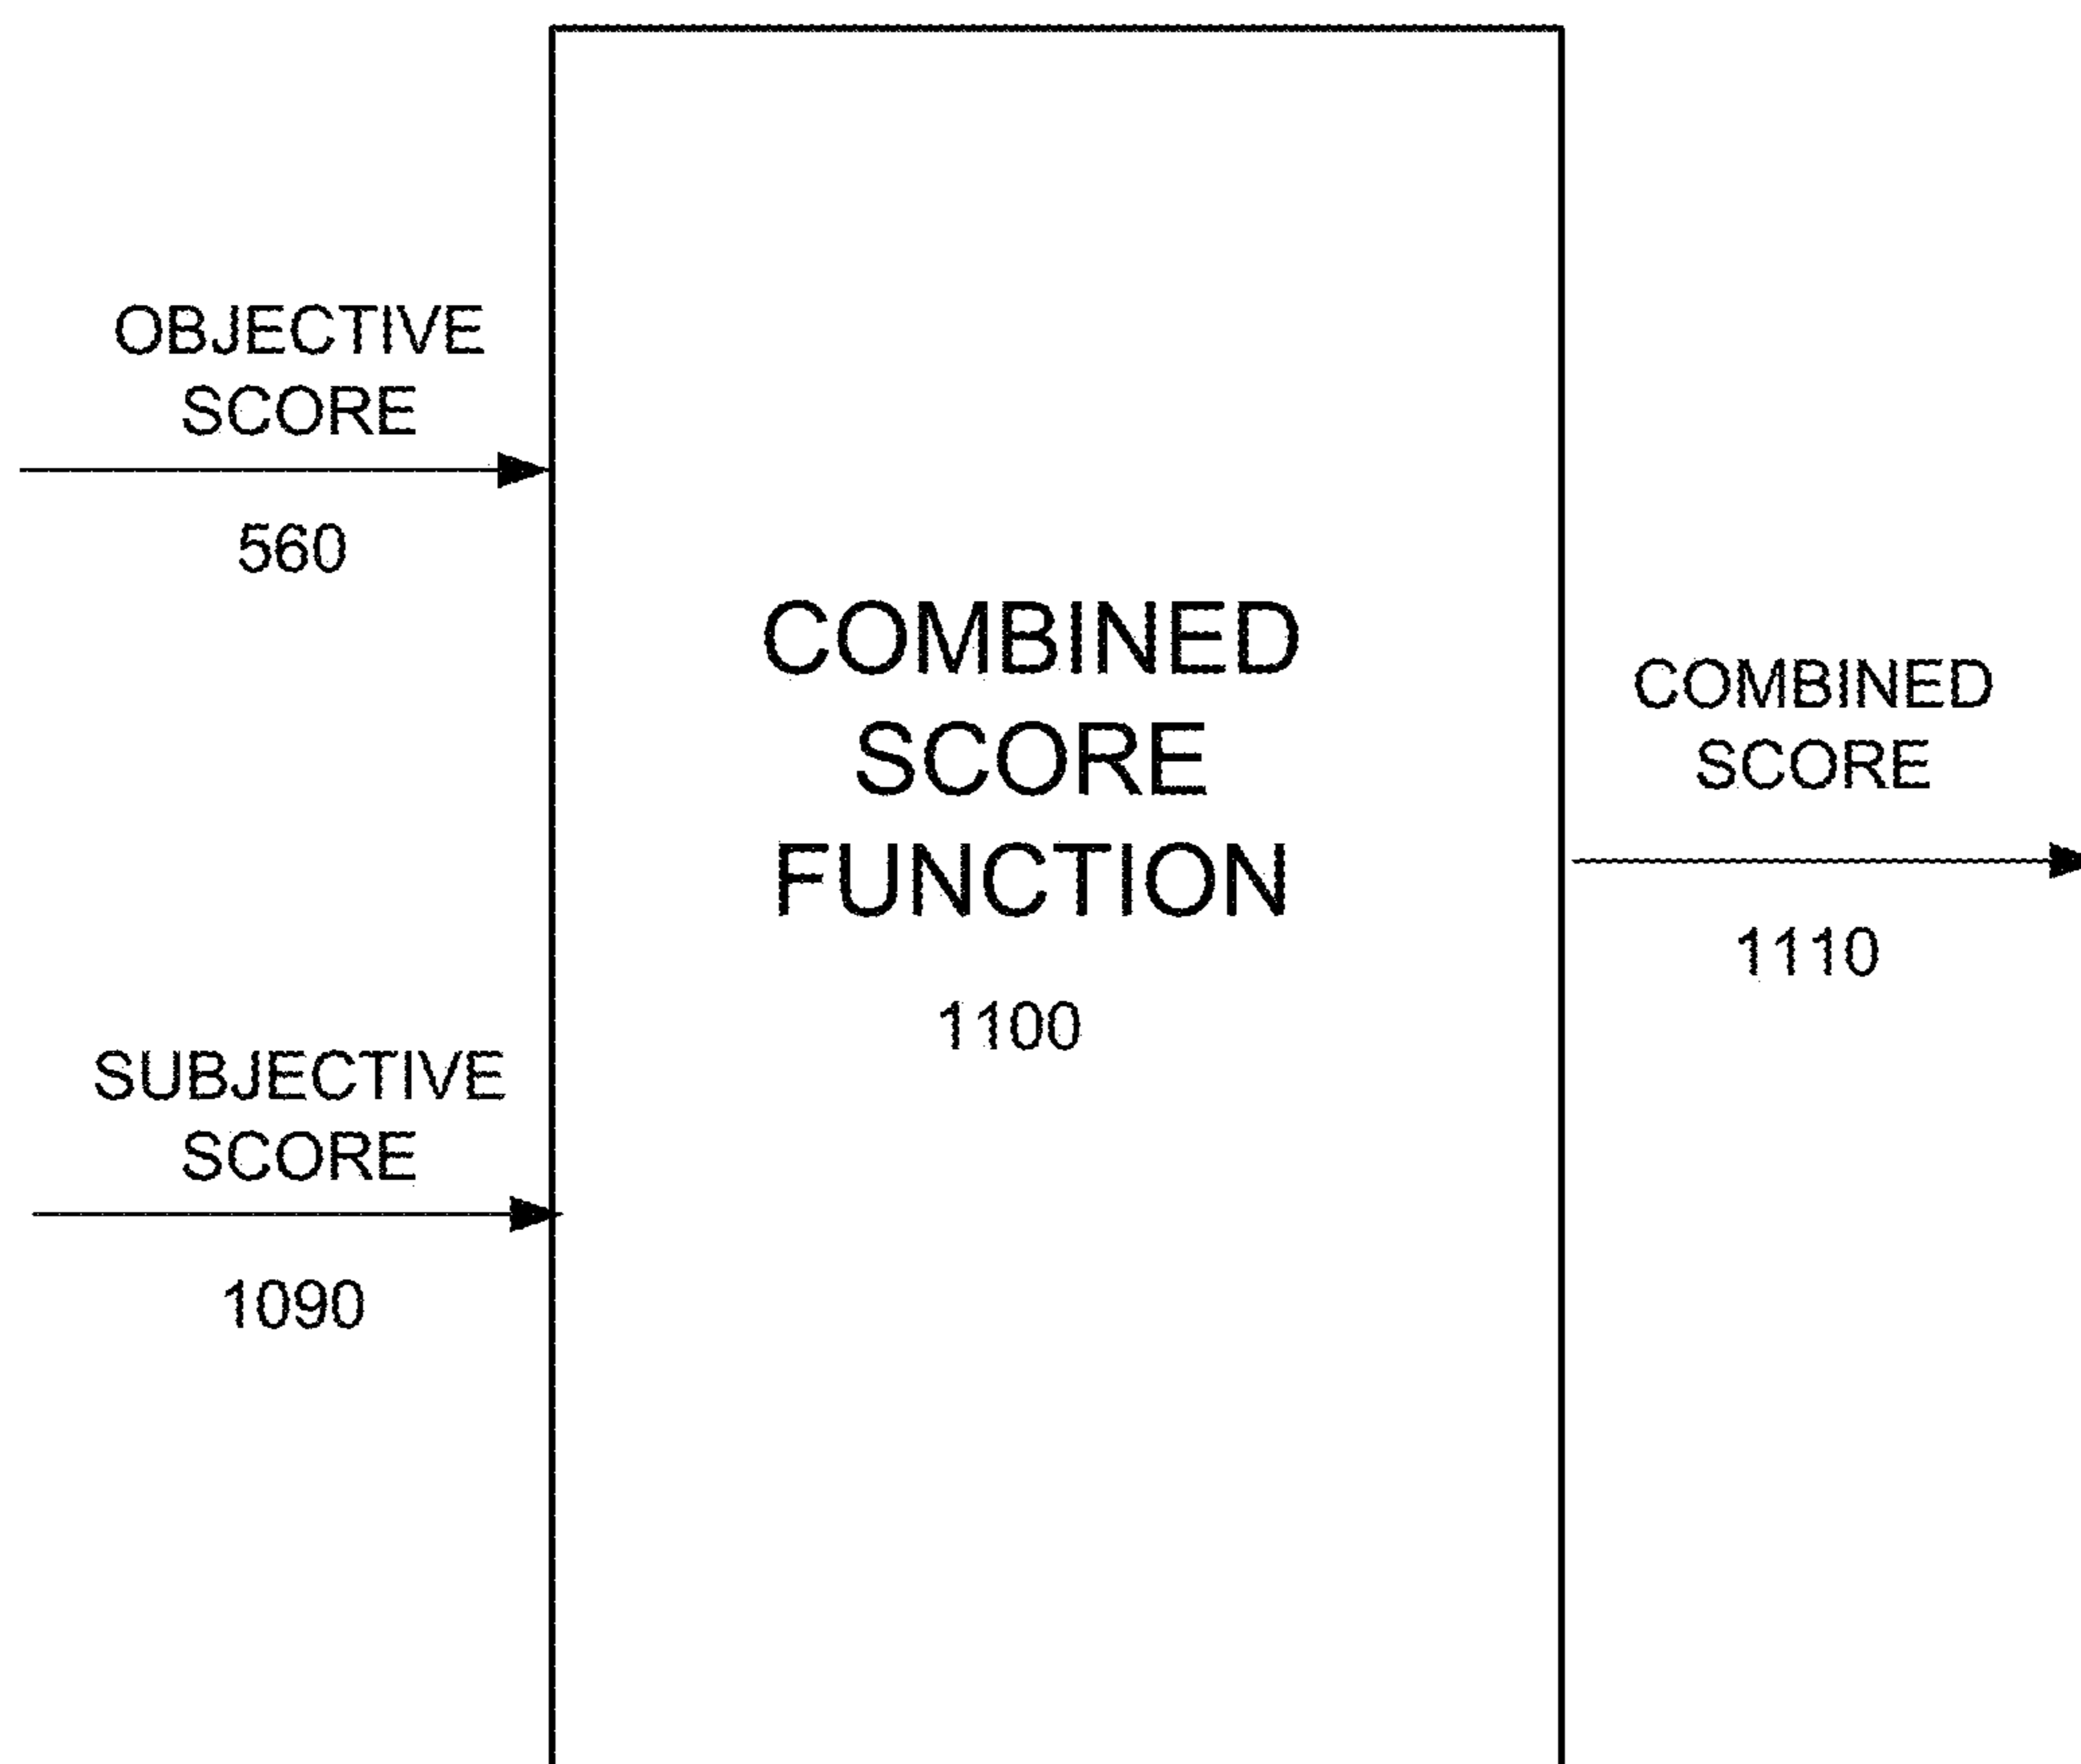 OBJECTIVE
SCORE
560
SUBJECTIVE
SCORE
1090
COMBINED
SCORE
FUNCTION
1100
COMBINED
SCORE
1110